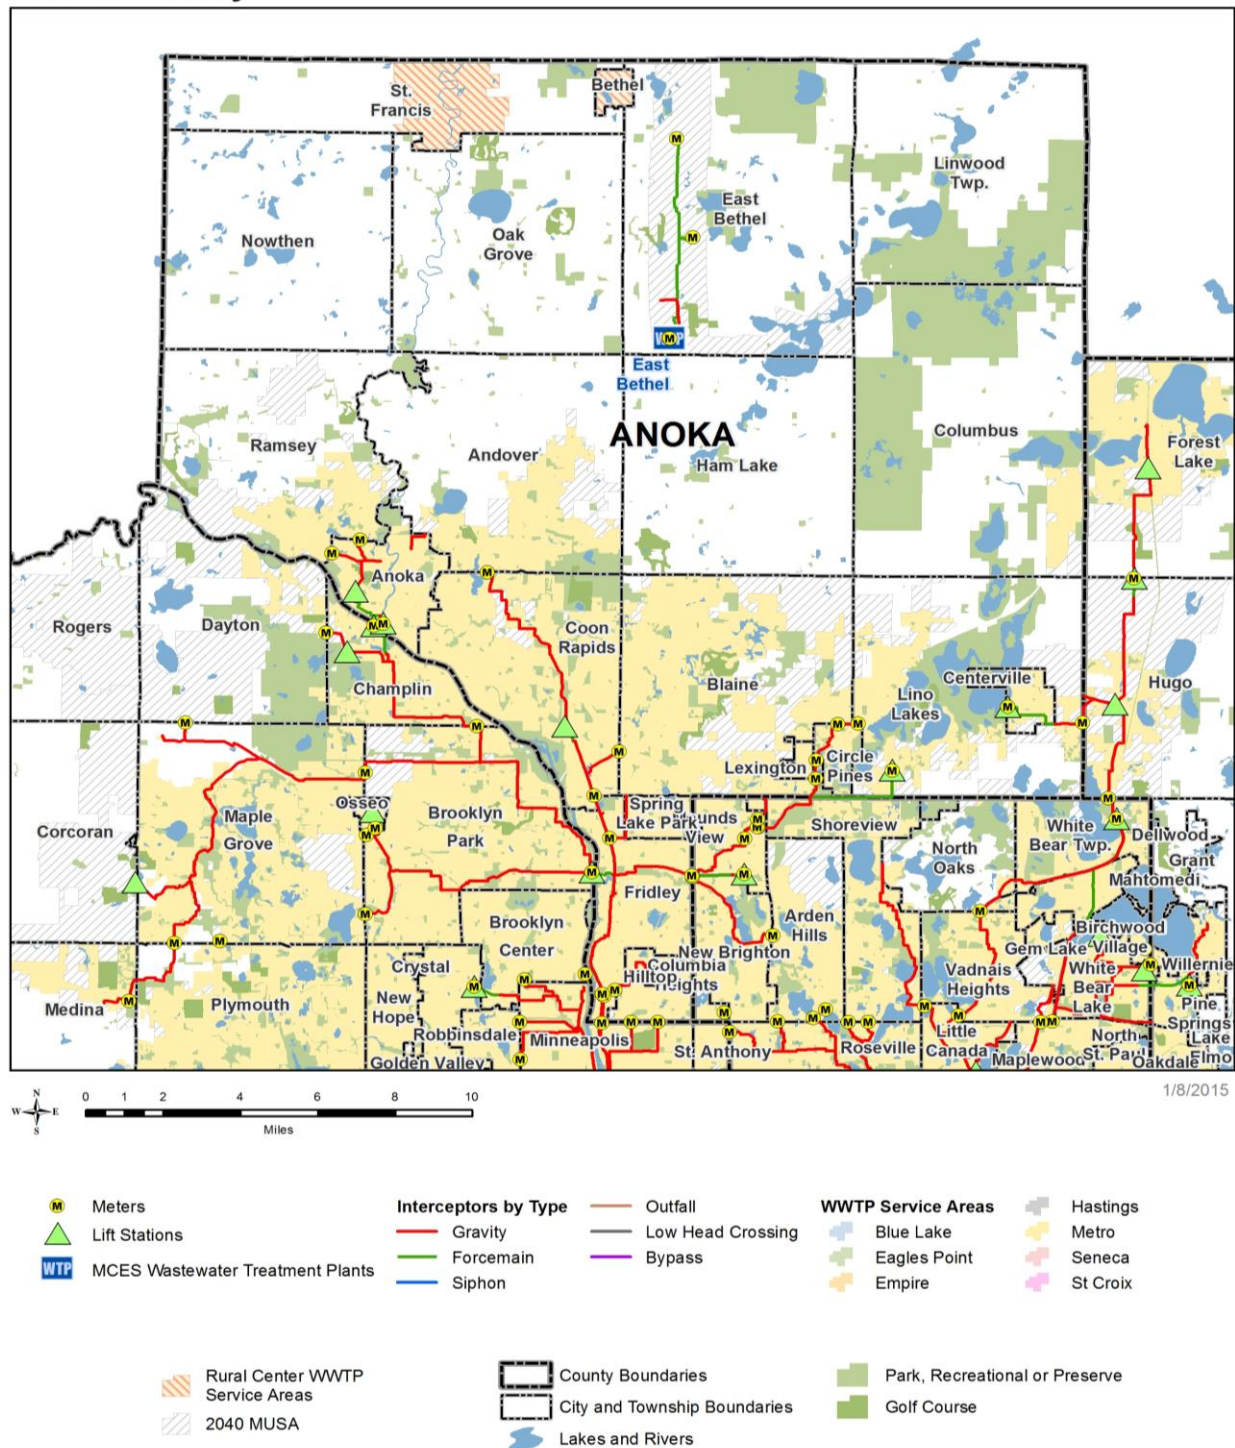 St.
Francis
Bethel
Linwood
Twp.
East
Bethel
Nowthen
Oak
Grove
M
M
WTP
M
East
Bethel
ANOKA
Ramsey
Andover
Ham Lake
Columbus
Forest
Lake
Anoka
Rogers
Dayton
Coon
Rapids
Champlin
Blaine
Lino
Lakes
Centerville
Hugo
Lexington
Circle
Pines
Osseo
Maple
Grove
Brooklyn
Park
Spring
Lake Park
Mounds
View
Shoreview
White
Bear Twp.
Dellwood
Grant
Mahtomedi
North
Oaks
Corcoran
Fridley
Arden
Hills
Brooklyn
Center
Birchwood
Village
Gem Lake
New Brighton
Columbia
Heights
Hilltop
Crystal
Vadnais
Heights
White
Bear
Lake
Willernie
Pine
Springs
Medina
Plymouth
New
Hope
Robbinsdale
Minneapolis
Golden Valley
St. Anthony
Roseville
Little
Canada
Maplewood
North
St. Paul
Oakdale
Lake
Elmo
1/8/2015
N
W E
S
0 1 2 4 6 8 10
Miles
M Meters
Lift Stations
WTP MCES Wastewater Treatment Plants
Interceptors by Type
Gravity
Forcemain
Siphon
Outfall
Low Head Crossing
Bypass
WWTP Service Areas
Blue Lake
Eagles Point
Empire
Hastings
Metro
Seneca
St Croix
Rural Center WWTP
Service Areas
2040 MUSA
County Boundaries
City and Township Boundaries
Lakes and Rivers
Park, Recreational or Preserve
Golf Course